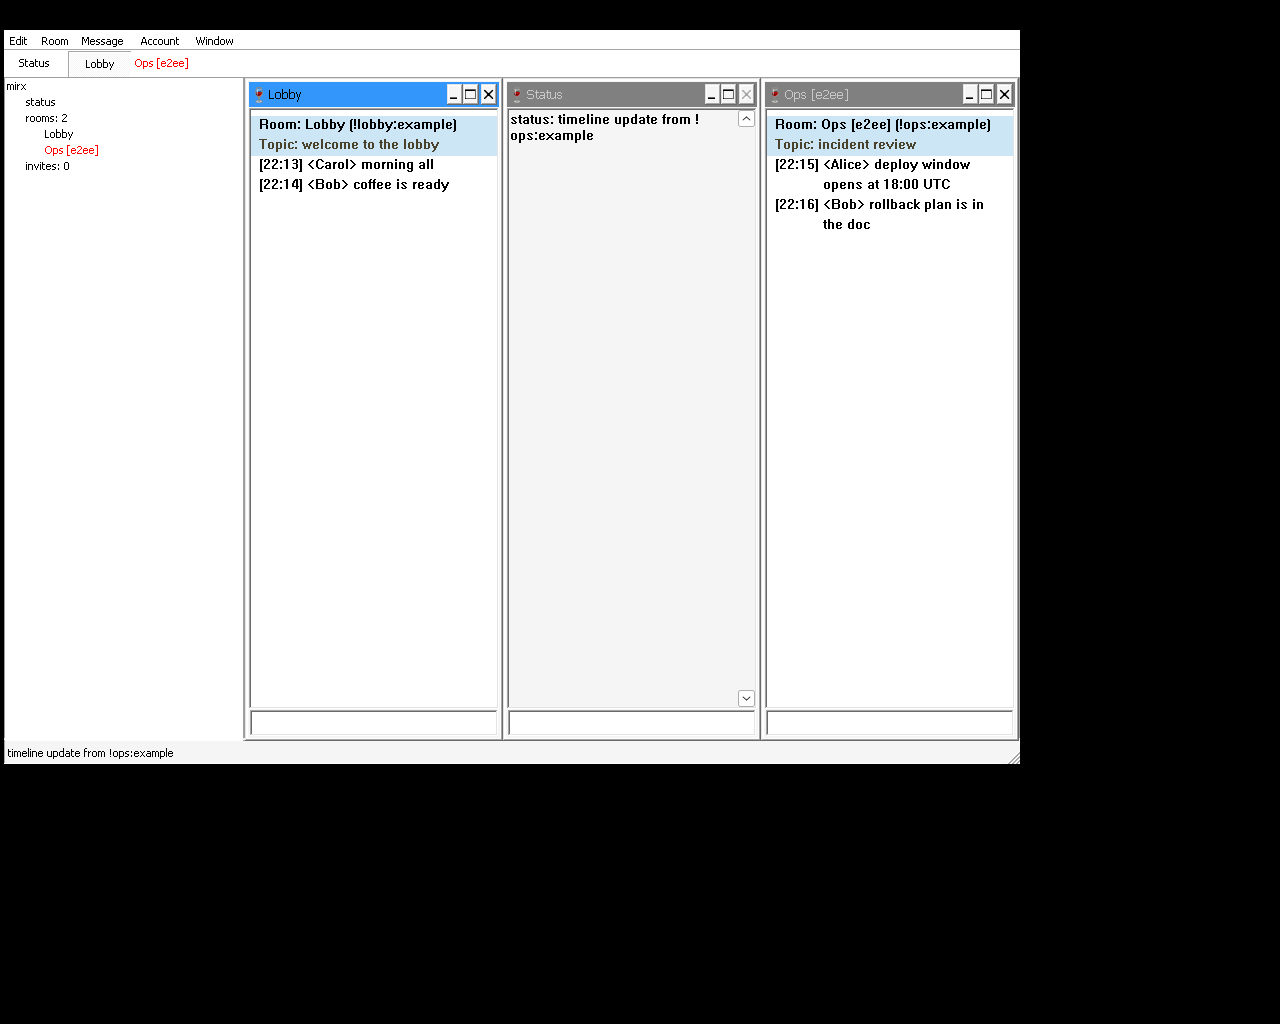 Edit Room Message Account Window
Status Lobby Ops [e2ee]
mirx
status
rooms: 2
Lobby
Ops [e2ee]
invites: 0
Lobby
Room: Lobby (!lobby:example)
Topic: welcome to the lobby
[22:13] <Carol> morning all
[22:14] <Bob> coffee is ready
Status
status: timeline update from !
ops:example
Ops [e2ee]
Room: Ops [e2ee] (!ops:example)
Topic: incident review
[22:15] <Alice> deploy window
opens at 18:00 UTC
[22:16] <Bob> rollback plan is in
the doc
timeline update from !ops:example